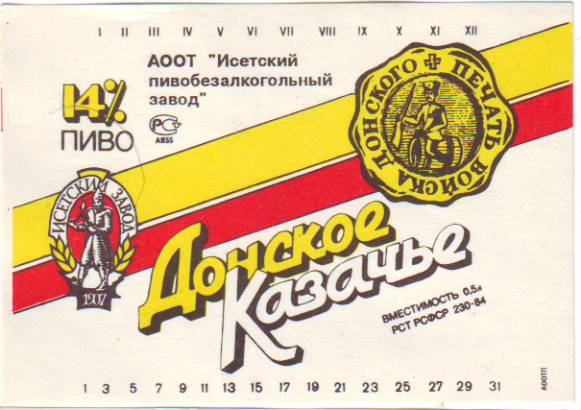 I II III IV V VI VII VIII IX X XI XII
АООТ "Исетский
пивобезалкогольный
завод"
14%
ПИВО
РС
АЯ55
ПЕЧАТЬ ВОЙСКА ДОНСКОГО
ИСЕТСКИЙ ЗАВОД
1907
Донское
Казачье
ВМЕСТИМОСТЬ 0.5л
РСТ РСФСР 230-84
1 3 5 7 9 11 13 15 17 19 21 23 25 27 29 31